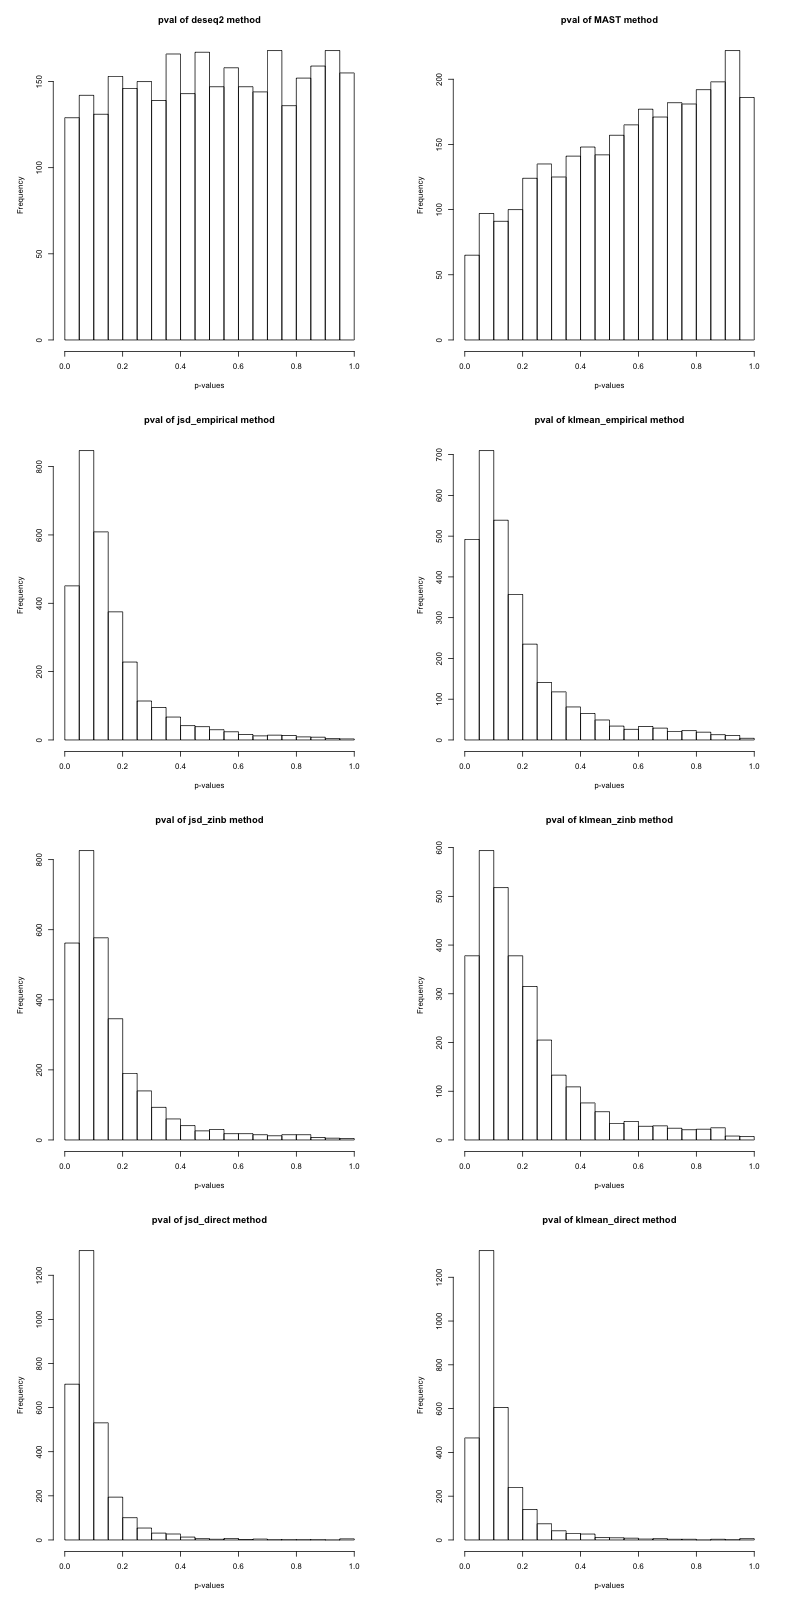 pval of deseq2 method
Frequency
0 50 100 150
0.0 0.2 0.4 0.6 0.8 1.0
p-values
pval of MAST method
Frequency
0 50 100 150 200
0.0 0.2 0.4 0.6 0.8 1.0
p-values
pval of jsd_empirical method
Frequency
0 200 400 600 800
0.0 0.2 0.4 0.6 0.8 1.0
p-values
pval of klmean_empirical method
Frequency
0 100 200 300 400 500 600 700
0.0 0.2 0.4 0.6 0.8 1.0
p-values
pval of jsd_zinb method
Frequency
0 200 400 600 800
0.0 0.2 0.4 0.6 0.8 1.0
p-values
pval of klmean_zinb method
Frequency
0 100 200 300 400 500 600
0.0 0.2 0.4 0.6 0.8 1.0
p-values
pval of jsd_direct method
Frequency
0 200 400 600 800 1000 1200
0.0 0.2 0.4 0.6 0.8 1.0
p-values
pval of klmean_direct method
Frequency
0 200 400 600 800 1000 1200
0.0 0.2 0.4 0.6 0.8 1.0
p-values